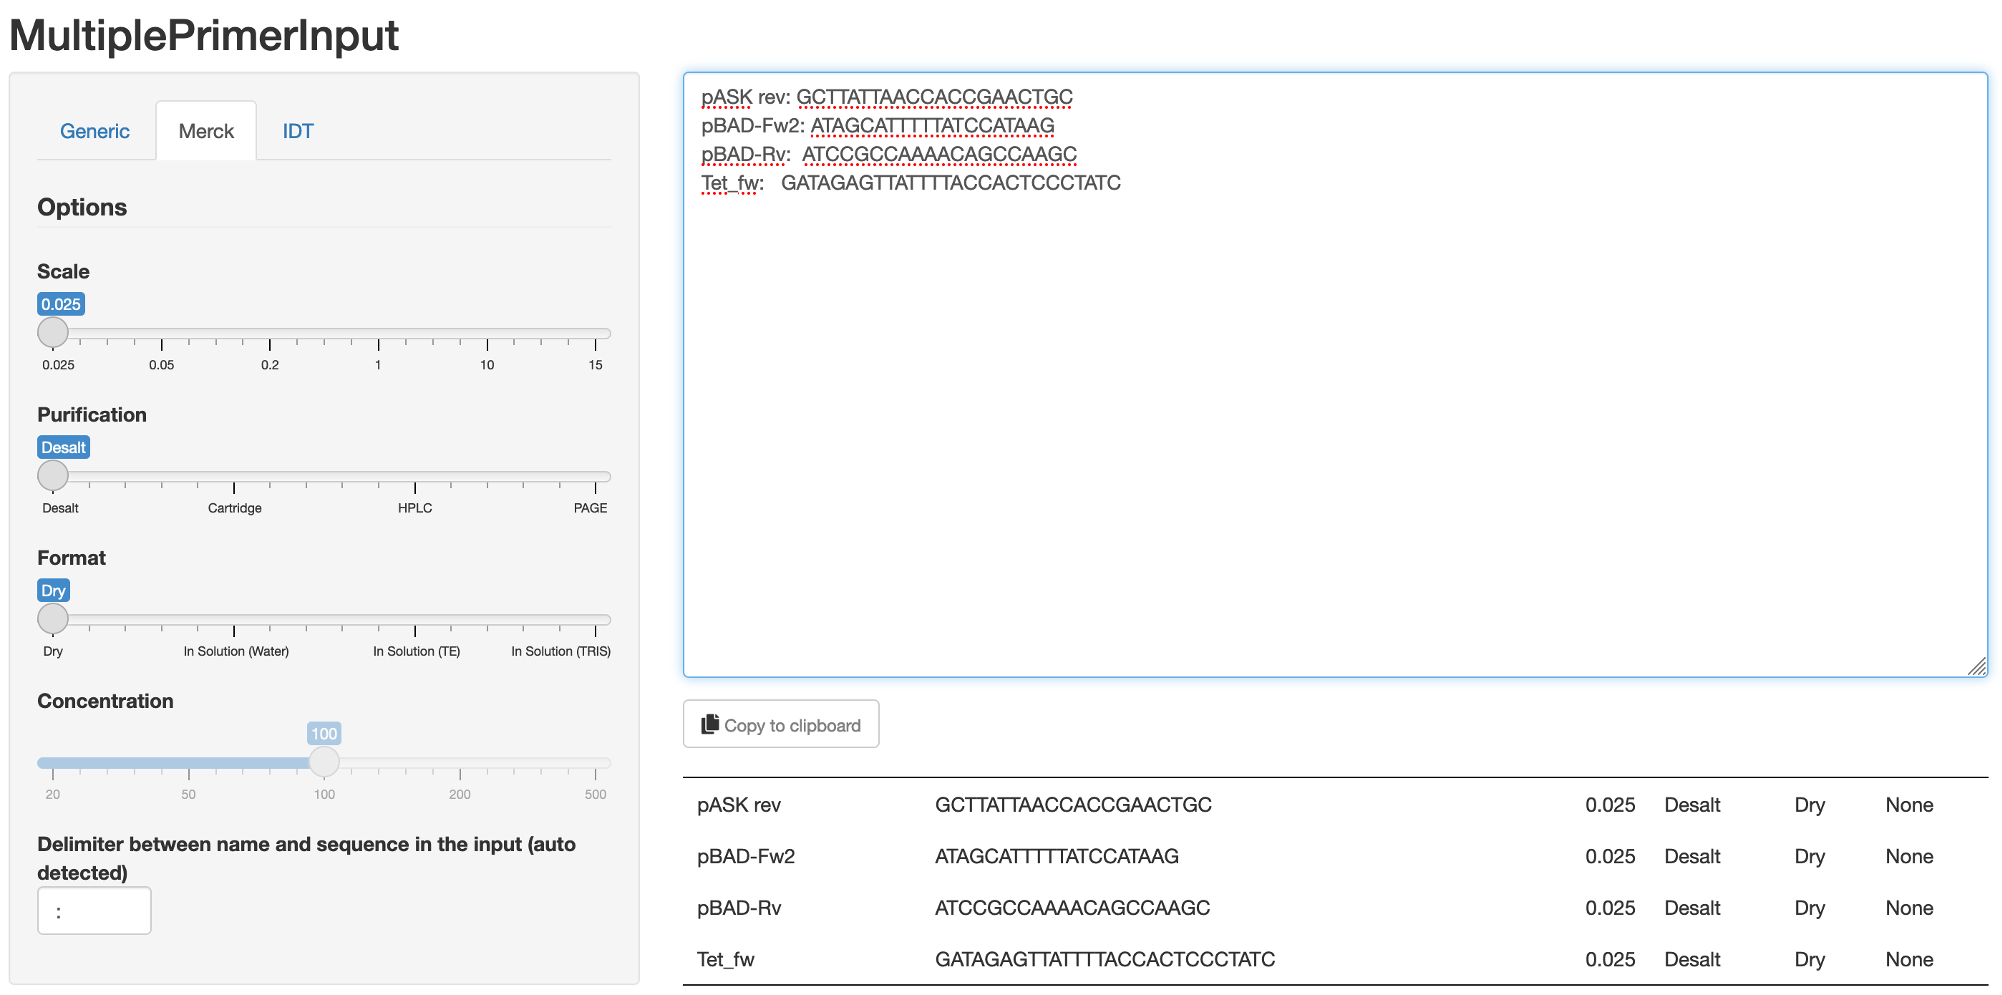 MultiplePrimerInput
Generic Merck IDT
Options
Scale
0.025
0.025 0.05 0.2 1 10 15
Purification
Desalt
Desalt Cartridge HPLC PAGE
Format
Dry
Dry In Solution (Water) In Solution (TE) In Solution (TRIS)
Concentration
100
20 50 100 200 500
Delimiter between name and sequence in the input (auto
detected)
:
pASK rev: GCTTATTAACCACCGAACTGC
pBAD-Fw2: ATAGCATTTTTATCCATAAG
pBAD-Rv: ATCCGCCAAAACAGCCAAGC
Tet_fw: GATAGAGTTATTTTACCACTCCCTATC
Copy to clipboard
pASK rev GCTTATTAACCACCGAACTGC 0.025 Desalt Dry None
pBAD-Fw2 ATAGCATTTTTATCCATAAG 0.025 Desalt Dry None
pBAD-Rv ATCCGCCAAAACAGCCAAGC 0.025 Desalt Dry None
Tet_fw GATAGAGTTATTTTACCACTCCCTATC 0.025 Desalt Dry None